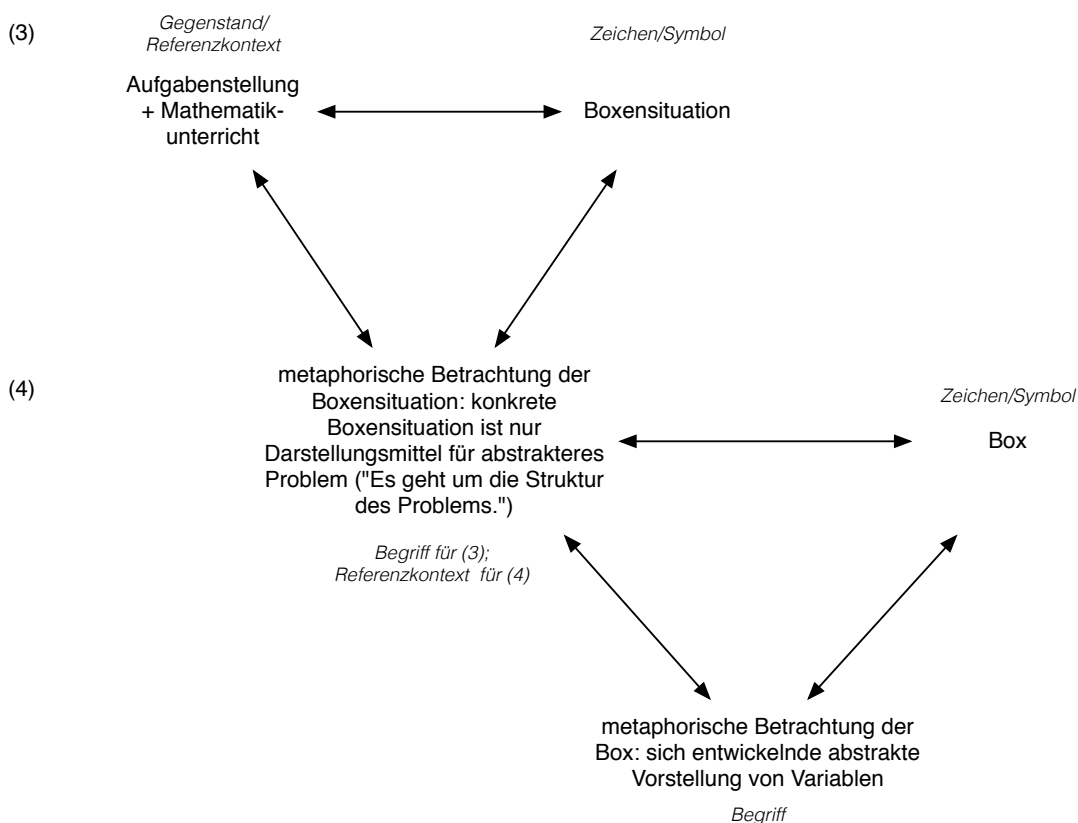 (3)
Gegenstand/
Referenzkontext
Zeichen/Symbol
Aufgabenstellung
+ Mathematik-
unterricht
Boxensituation
(4)
metaphorische Betrachtung der
Boxensituation: konkrete
Boxensituation ist nur
Darstellungsmittel für abstrakteres
Problem ("Es geht um die Struktur
des Problems.")
Zeichen/Symbol
Box
Begriff für (3);
Referenzkontext für (4)
metaphorische Betrachtung der
Box: sich entwickelnde abstrakte
Vorstellung von Variablen
Begriff